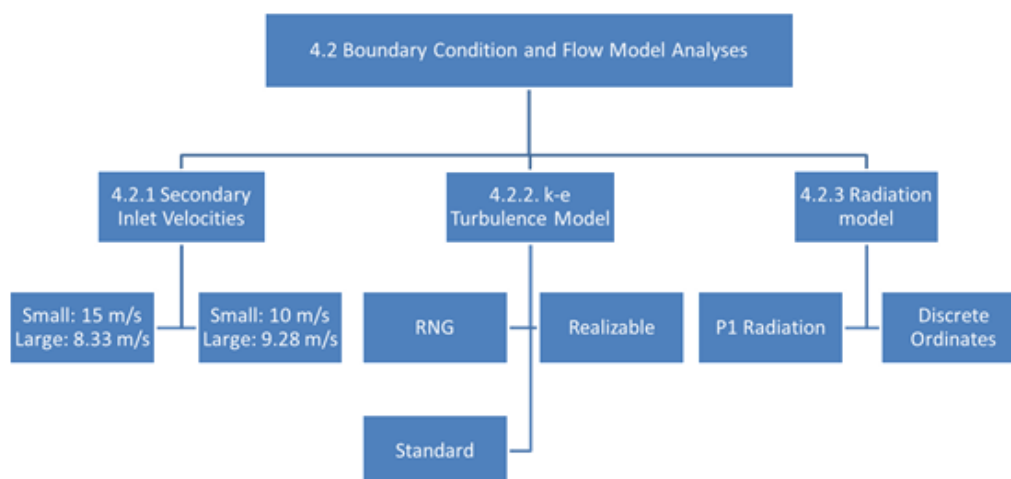 4.2 Boundary Condition and Flow Model Analyses
4.2.1 Secondary
Inlet Velocities
4.2.2. k-e
Turbulence Model
4.2.3 Radiation
model
Small: 15 m/s
Large: 8.33 m/s
Small: 10 m/s
Large: 9.28 m/s
RNG
Realizable
P1 Radiation
Discrete
Ordinates
Standard